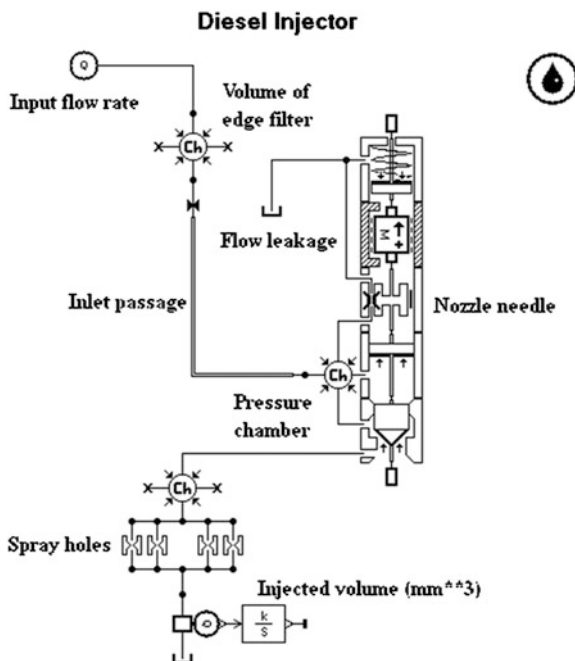 Diesel Injector
Q
Input flow rate
Volume of
edge filter
Ch
Flow leakage
M
Inlet passage
Nozzle needle
Ch
Pressure
chamber
Ch
Spray holes
Injected volume (mm**3)
Q
k
s